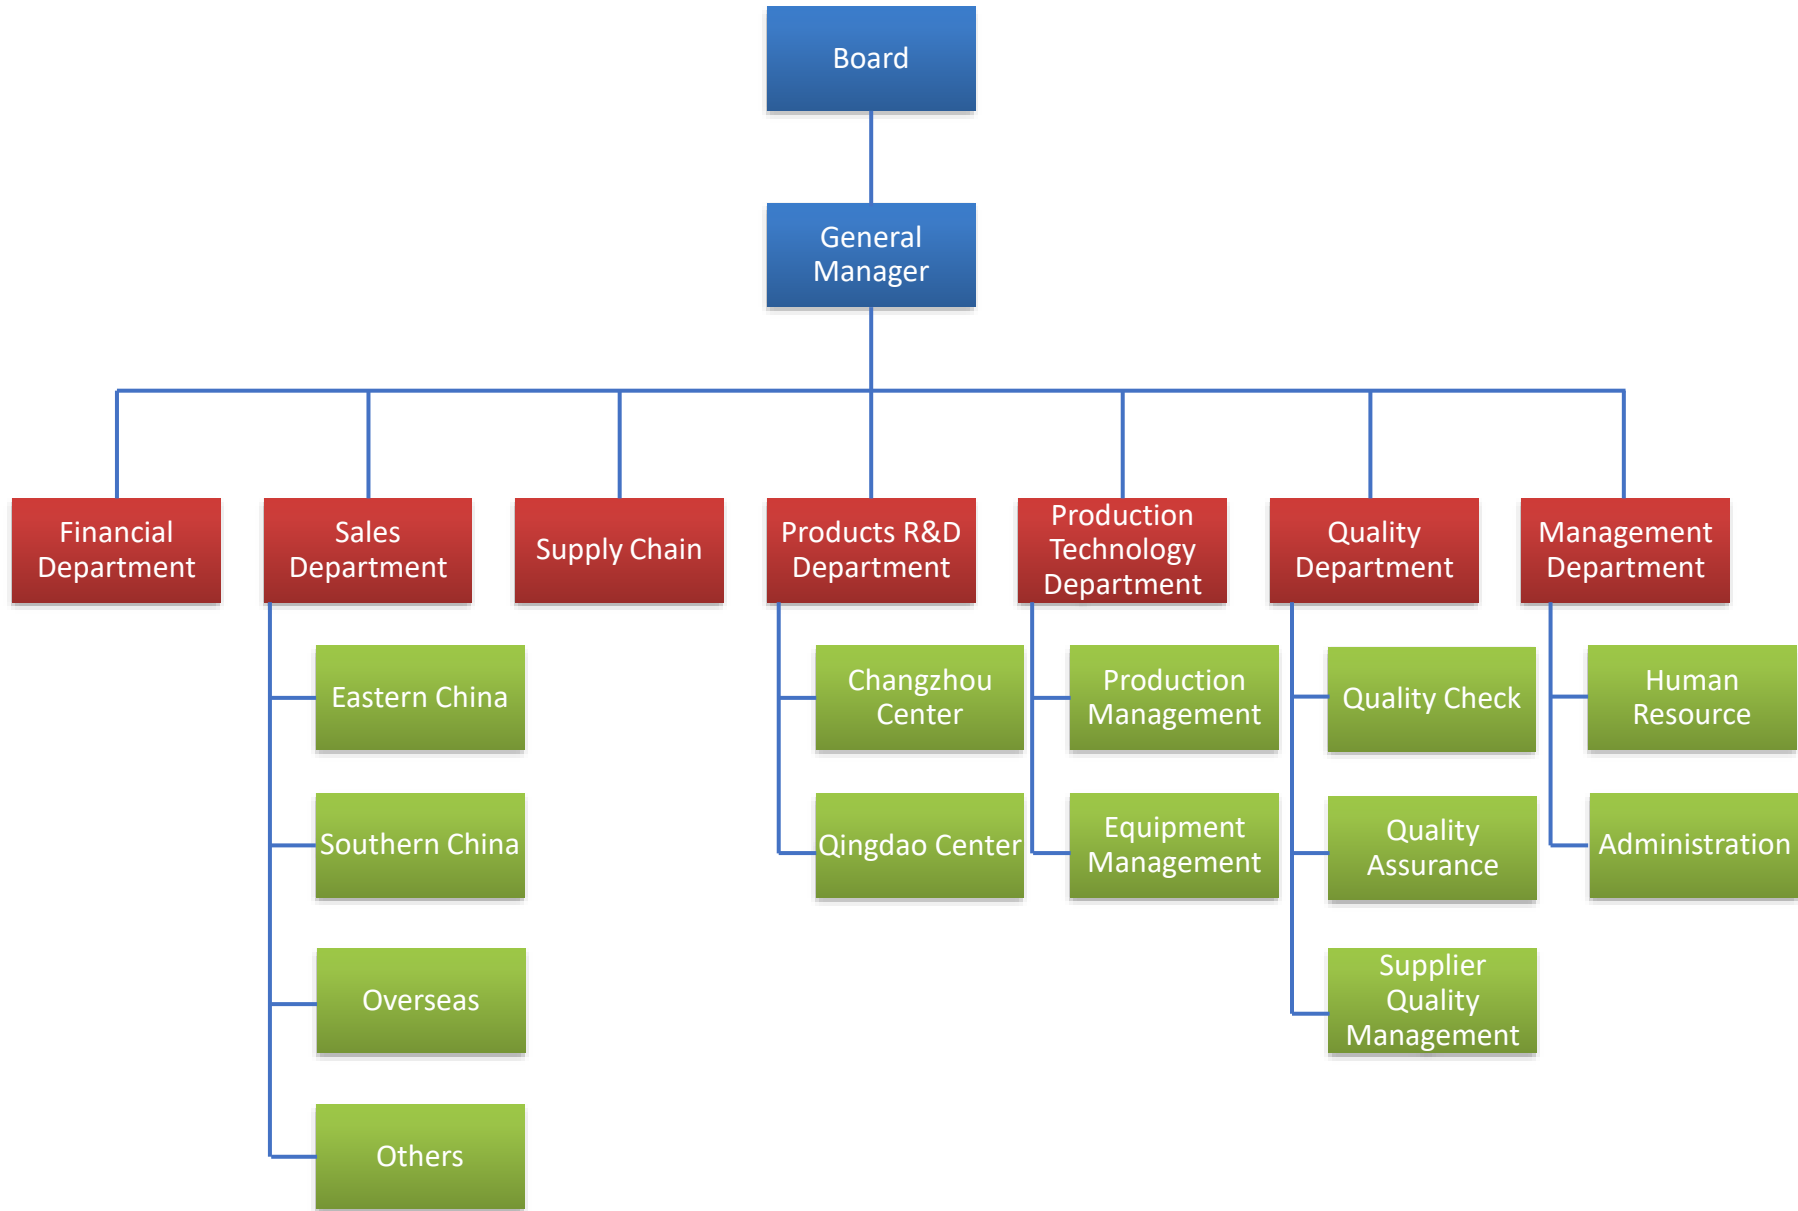 Board
General
Manager
Financial
Department
Sales
Department
Supply Chain
Products R&D
Department
Production
Technology
Department
Quality
Department
Management
Department
Eastern China
Southern China
Overseas
Others
Changzhou
Center
Qingdao Center
Production
Management
Equipment
Management
Quality Check
Quality
Assurance
Supplier
Quality
Management
Human
Resource
Administration